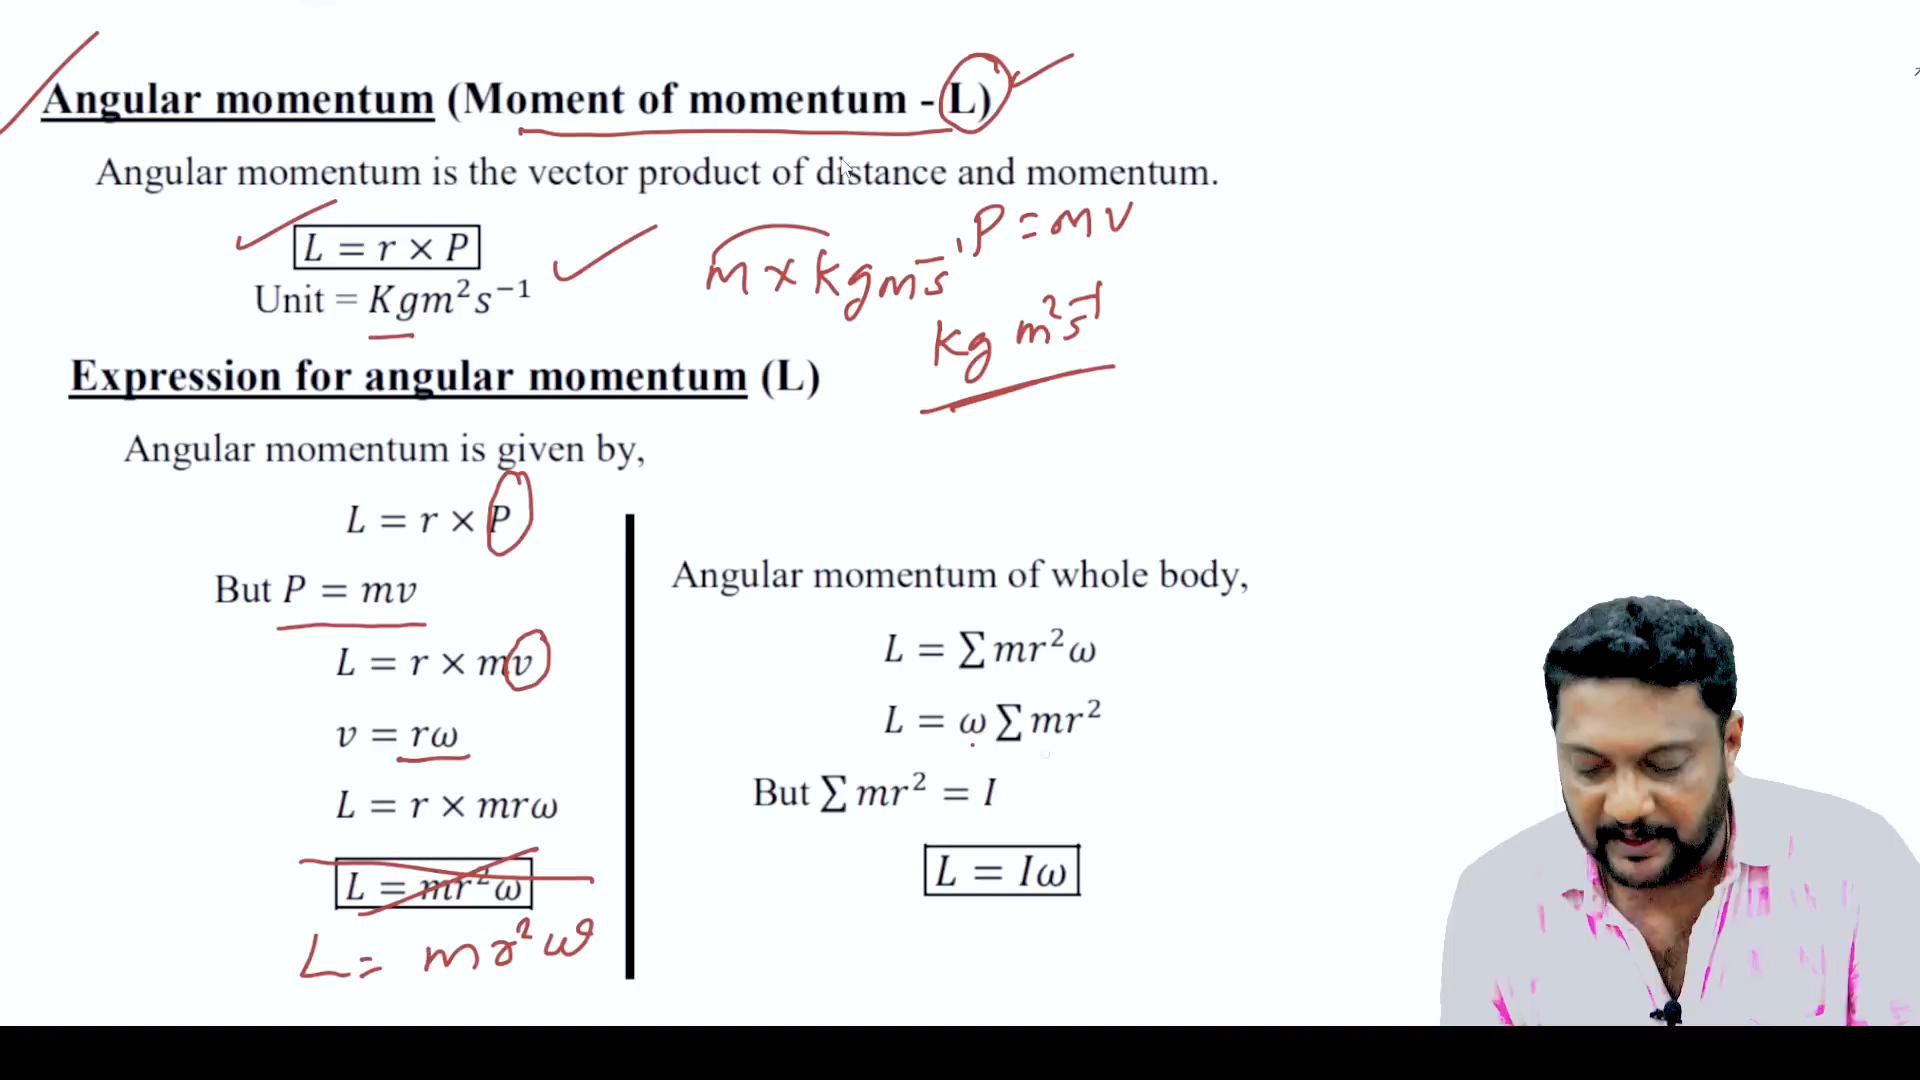 Angular momentum (Moment of momentum - L)
Angular momentum is the vector product of distance and momentum.
L = r × P
P = mv
m × kgms⁻¹
Unit = Kgm²s⁻¹
kg m²s⁻¹
Expression for angular momentum (L)
Angular momentum is given by,
L = r × P
But P = mv
L = r × mv
v = rω
L = r × mrω
L = mr²ω
L = mr²ω
Angular momentum of whole body,
L = ∑ mr²ω
L = ω ∑ mr²
But ∑ mr² = I
L = Iω